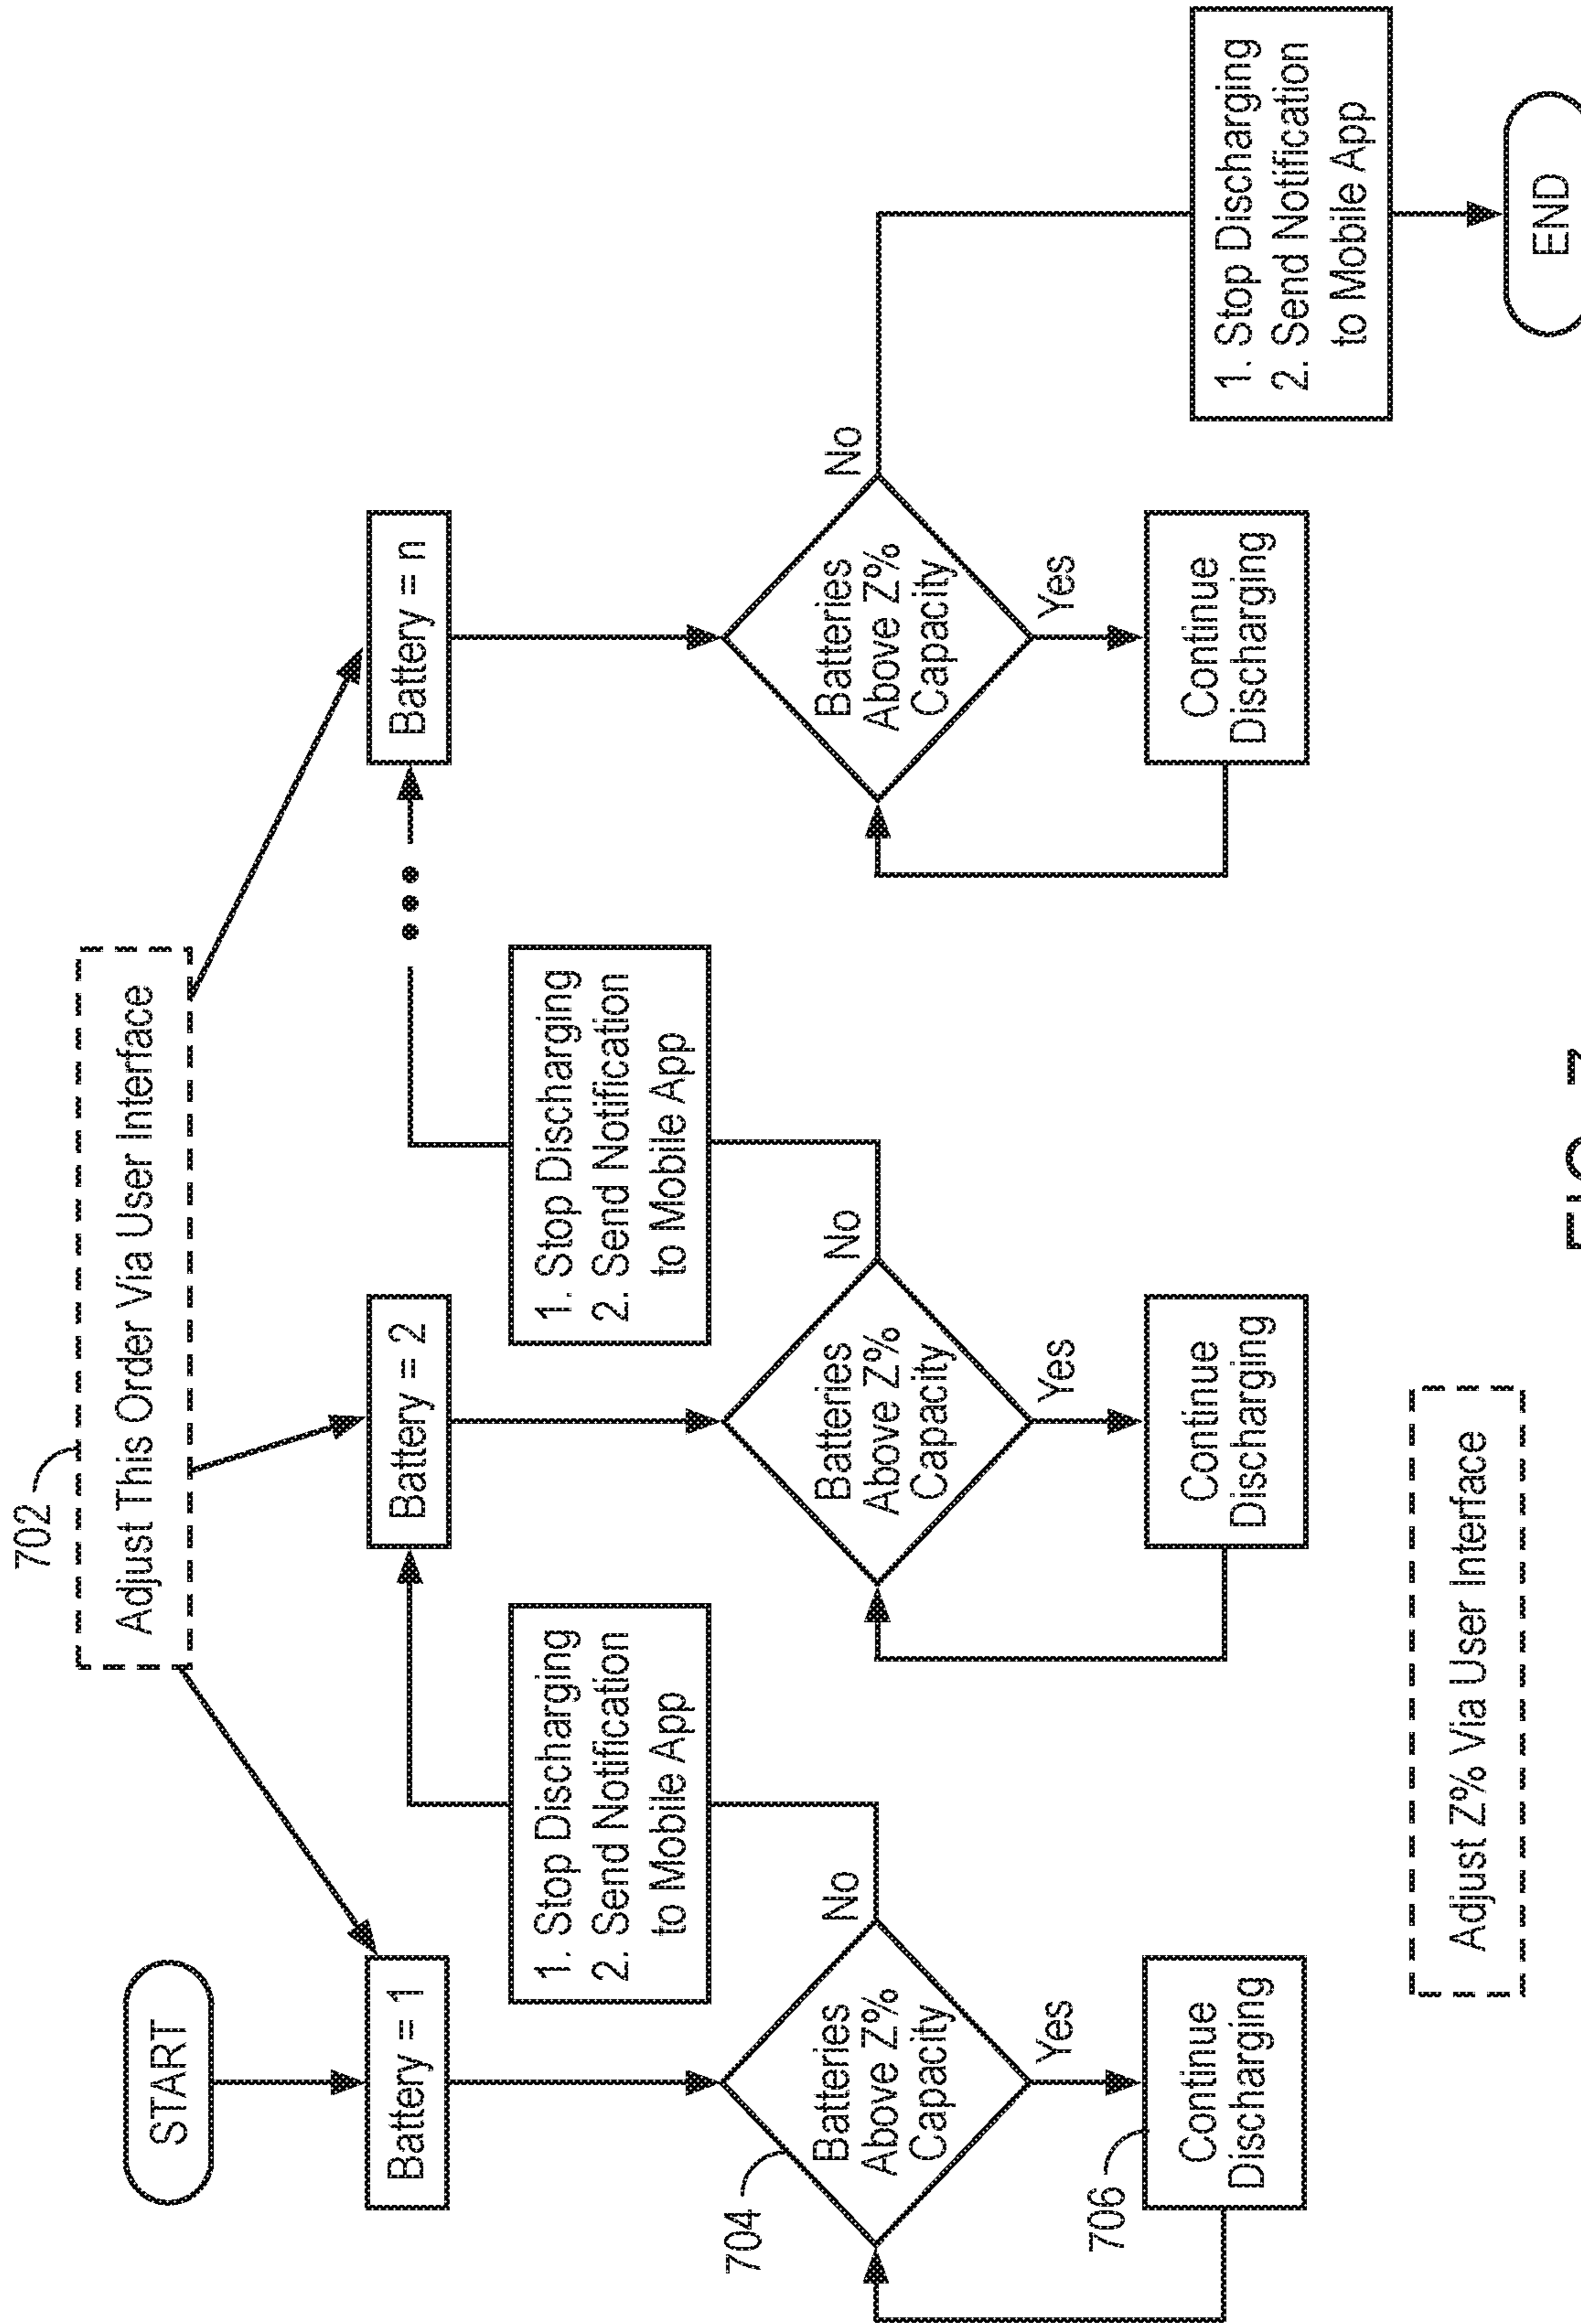 702
Adjust This Order Via User Interface
START
Battery = 1
Battery = 2
Battery = n
1. Stop Discharging
2. Send Notification
to Mobile App
1. Stop Discharging
2. Send Notification
to Mobile App
704
Batteries
Above Z%
Capacity
No
Yes
Batteries
Above Z%
Capacity
No
Yes
Batteries
Above Z%
Capacity
No
Yes
706
Continue
Discharging
Continue
Discharging
Continue
Discharging
1. Stop Discharging
2. Send Notification
to Mobile App
Adjust Z% Via User Interface
END